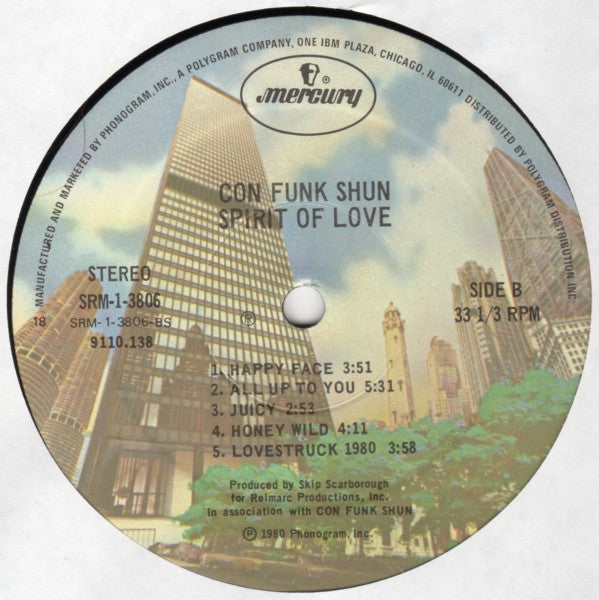 MANUFACTURED AND MARKETED BY PHONOGRAM, INC., A POLYGRAM COMPANY, ONE IBM PLAZA, CHICAGO, IL 60611 DISTRIBUTED BY POLYGRAM DISTRIBUTION INC.
®
mercury
CON FUNK SHUN
SPIRIT OF LOVE
STEREO
SRM-1-3806
18 SRM-1-3806-BS
9110.138
℗
SIDE B
33 1/3 RPM
1. HAPPY FACE 3:51
2. ALL UP TO YOU 5:31
3. JUICY 2:53
4. HONEY WILD 4:11
5. LOVESTRUCK 1980 3:58
Produced by Skip Scarborough
for Relmarc Productions, Inc.
In association with CON FUNK SHUN
℗ 1980 Phonogram, Inc.